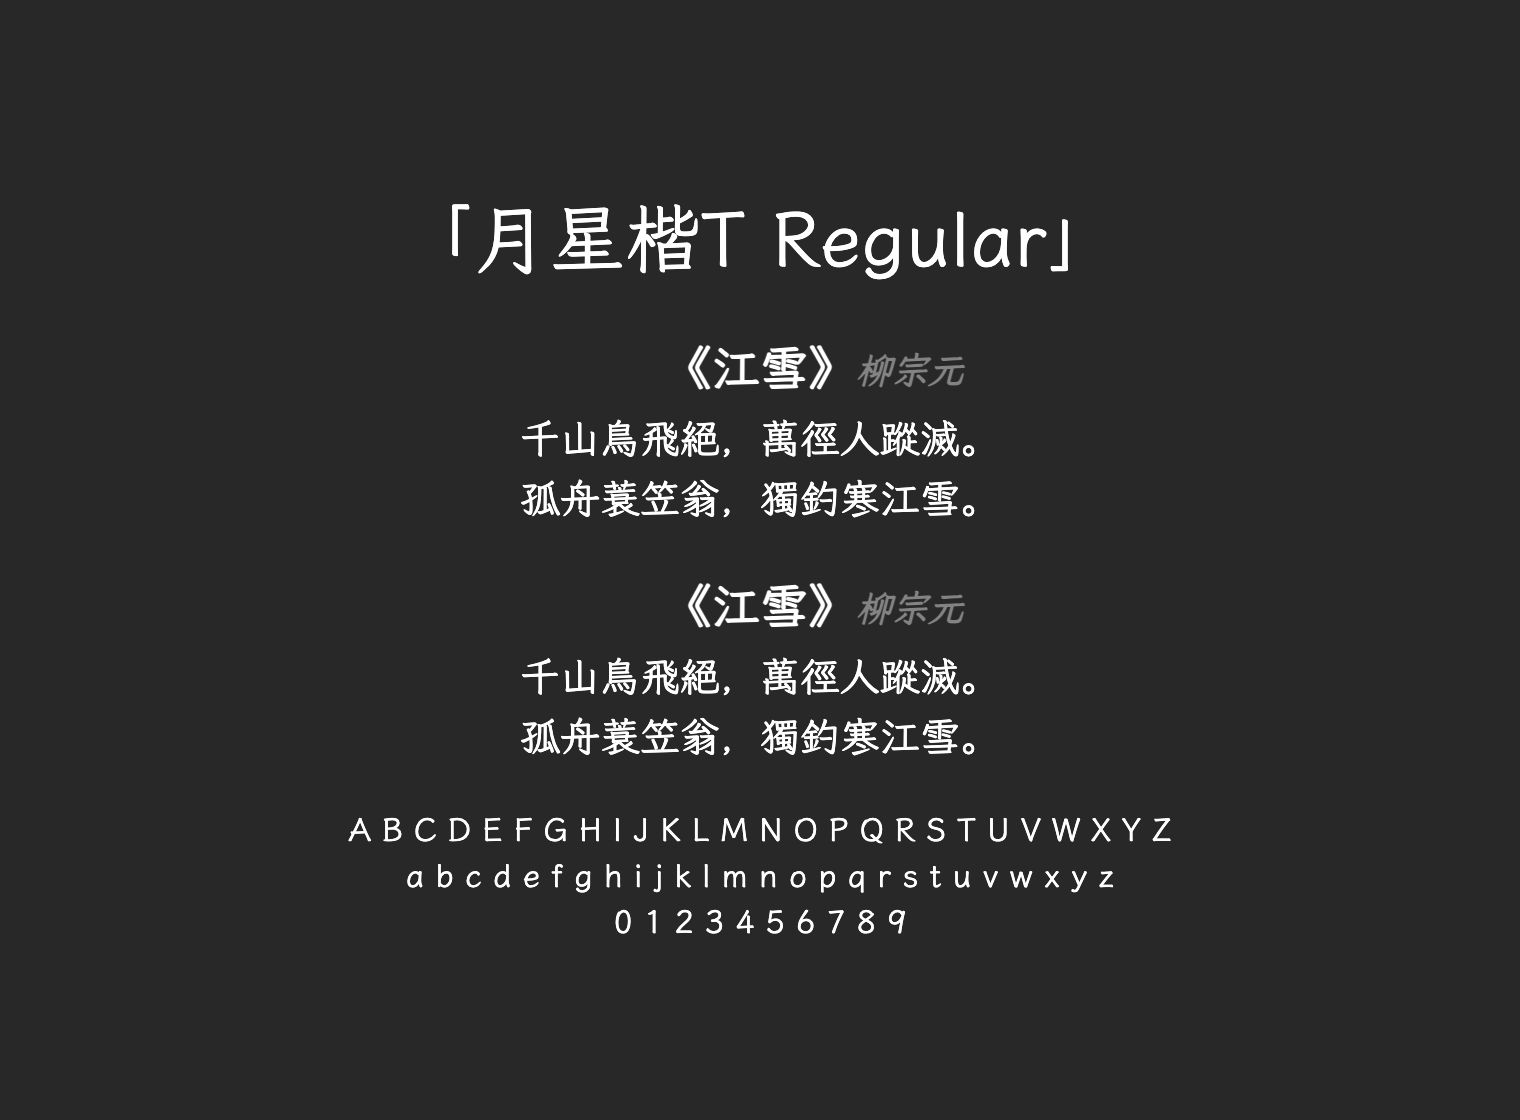 「月星楷T Regular」
《江雪》柳宗元
千山鳥飛絕，萬徑人蹤滅。
孤舟蓑笠翁，獨釣寒江雪。
《江雪》柳宗元
千山鳥飛絕，萬徑人蹤滅。
孤舟蓑笠翁，獨釣寒江雪。
A B C D E F G H I J K L M N O P Q R S T U V W X Y Z
a b c d e f g h i j k l m n o p q r s t u v w x y z
0 1 2 3 4 5 6 7 8 9